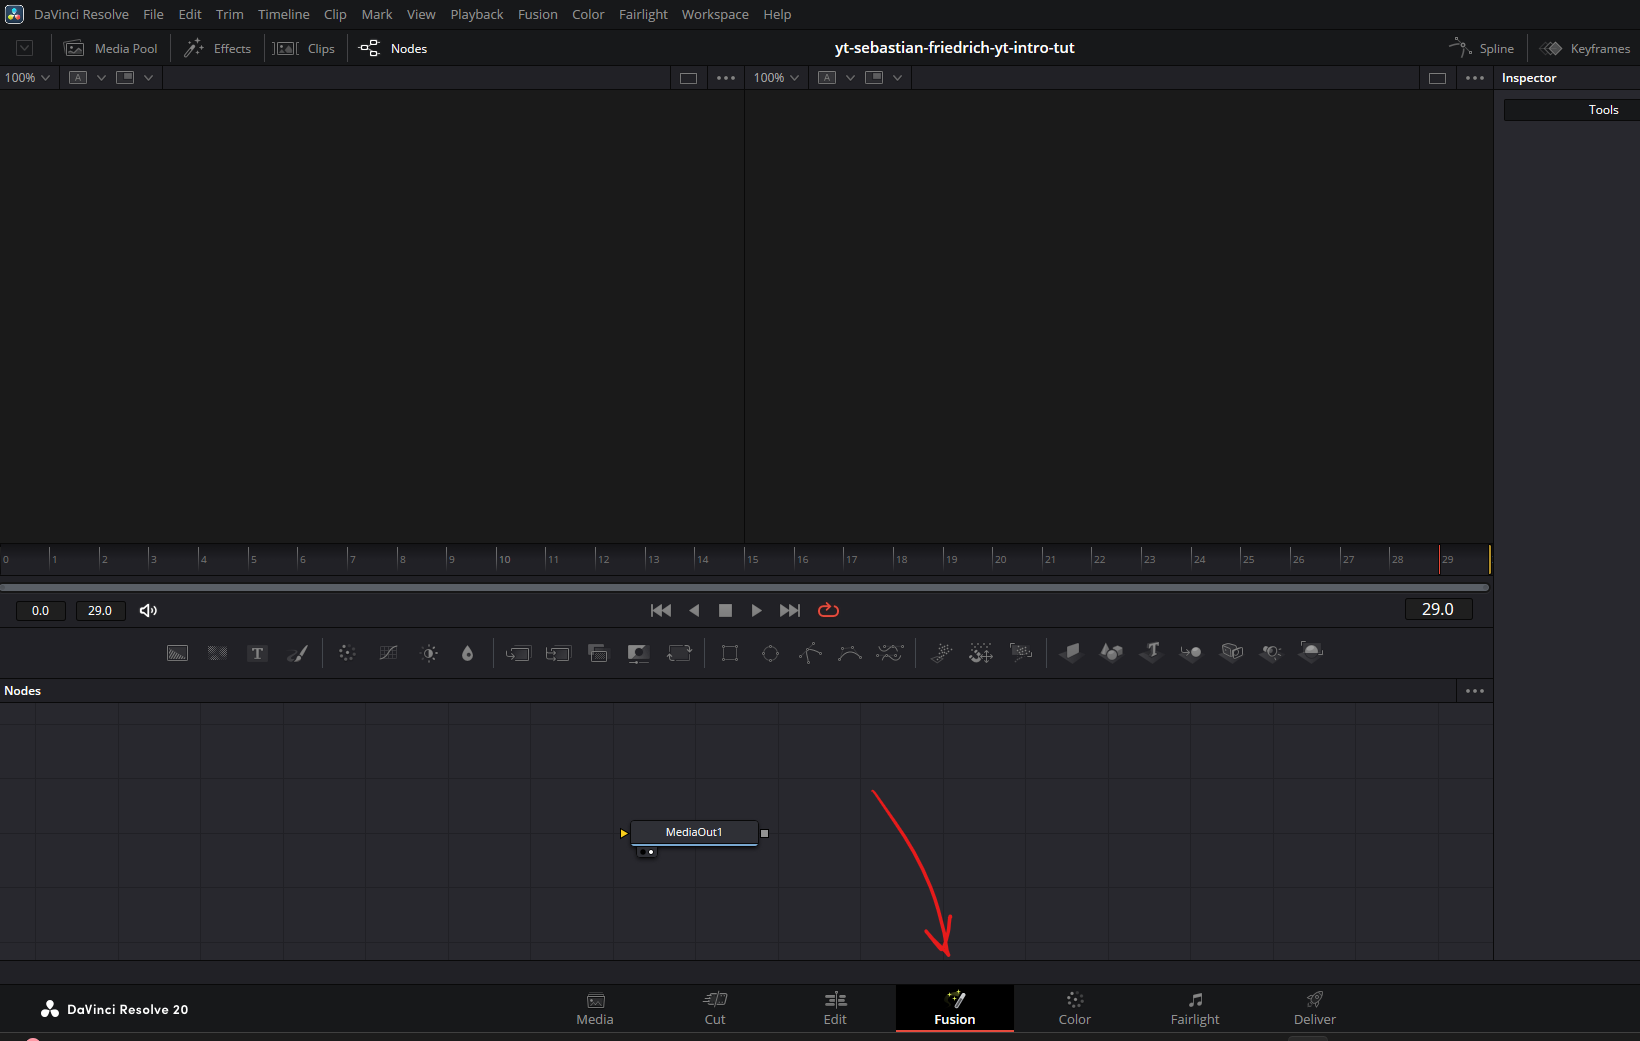 DaVinci Resolve File Edit Trim Timeline Clip Mark View Playback Fusion Color Fairlight Workspace Help
Media Pool Effects Clips Nodes yt-sebastian-friedrich-yt-intro-tut Spline Keyframes
100% A 100% A Inspector
Tools
0 1 2 3 4 5 6 7 8 9 10 11 12 13 14 15 16 17 18 19 20 21 22 23 24 25 26 27 28 29
0.0 29.0 29.0
T T
Nodes
MediaOut1
DaVinci Resolve 20 Media Cut Edit Fusion Color Fairlight Deliver